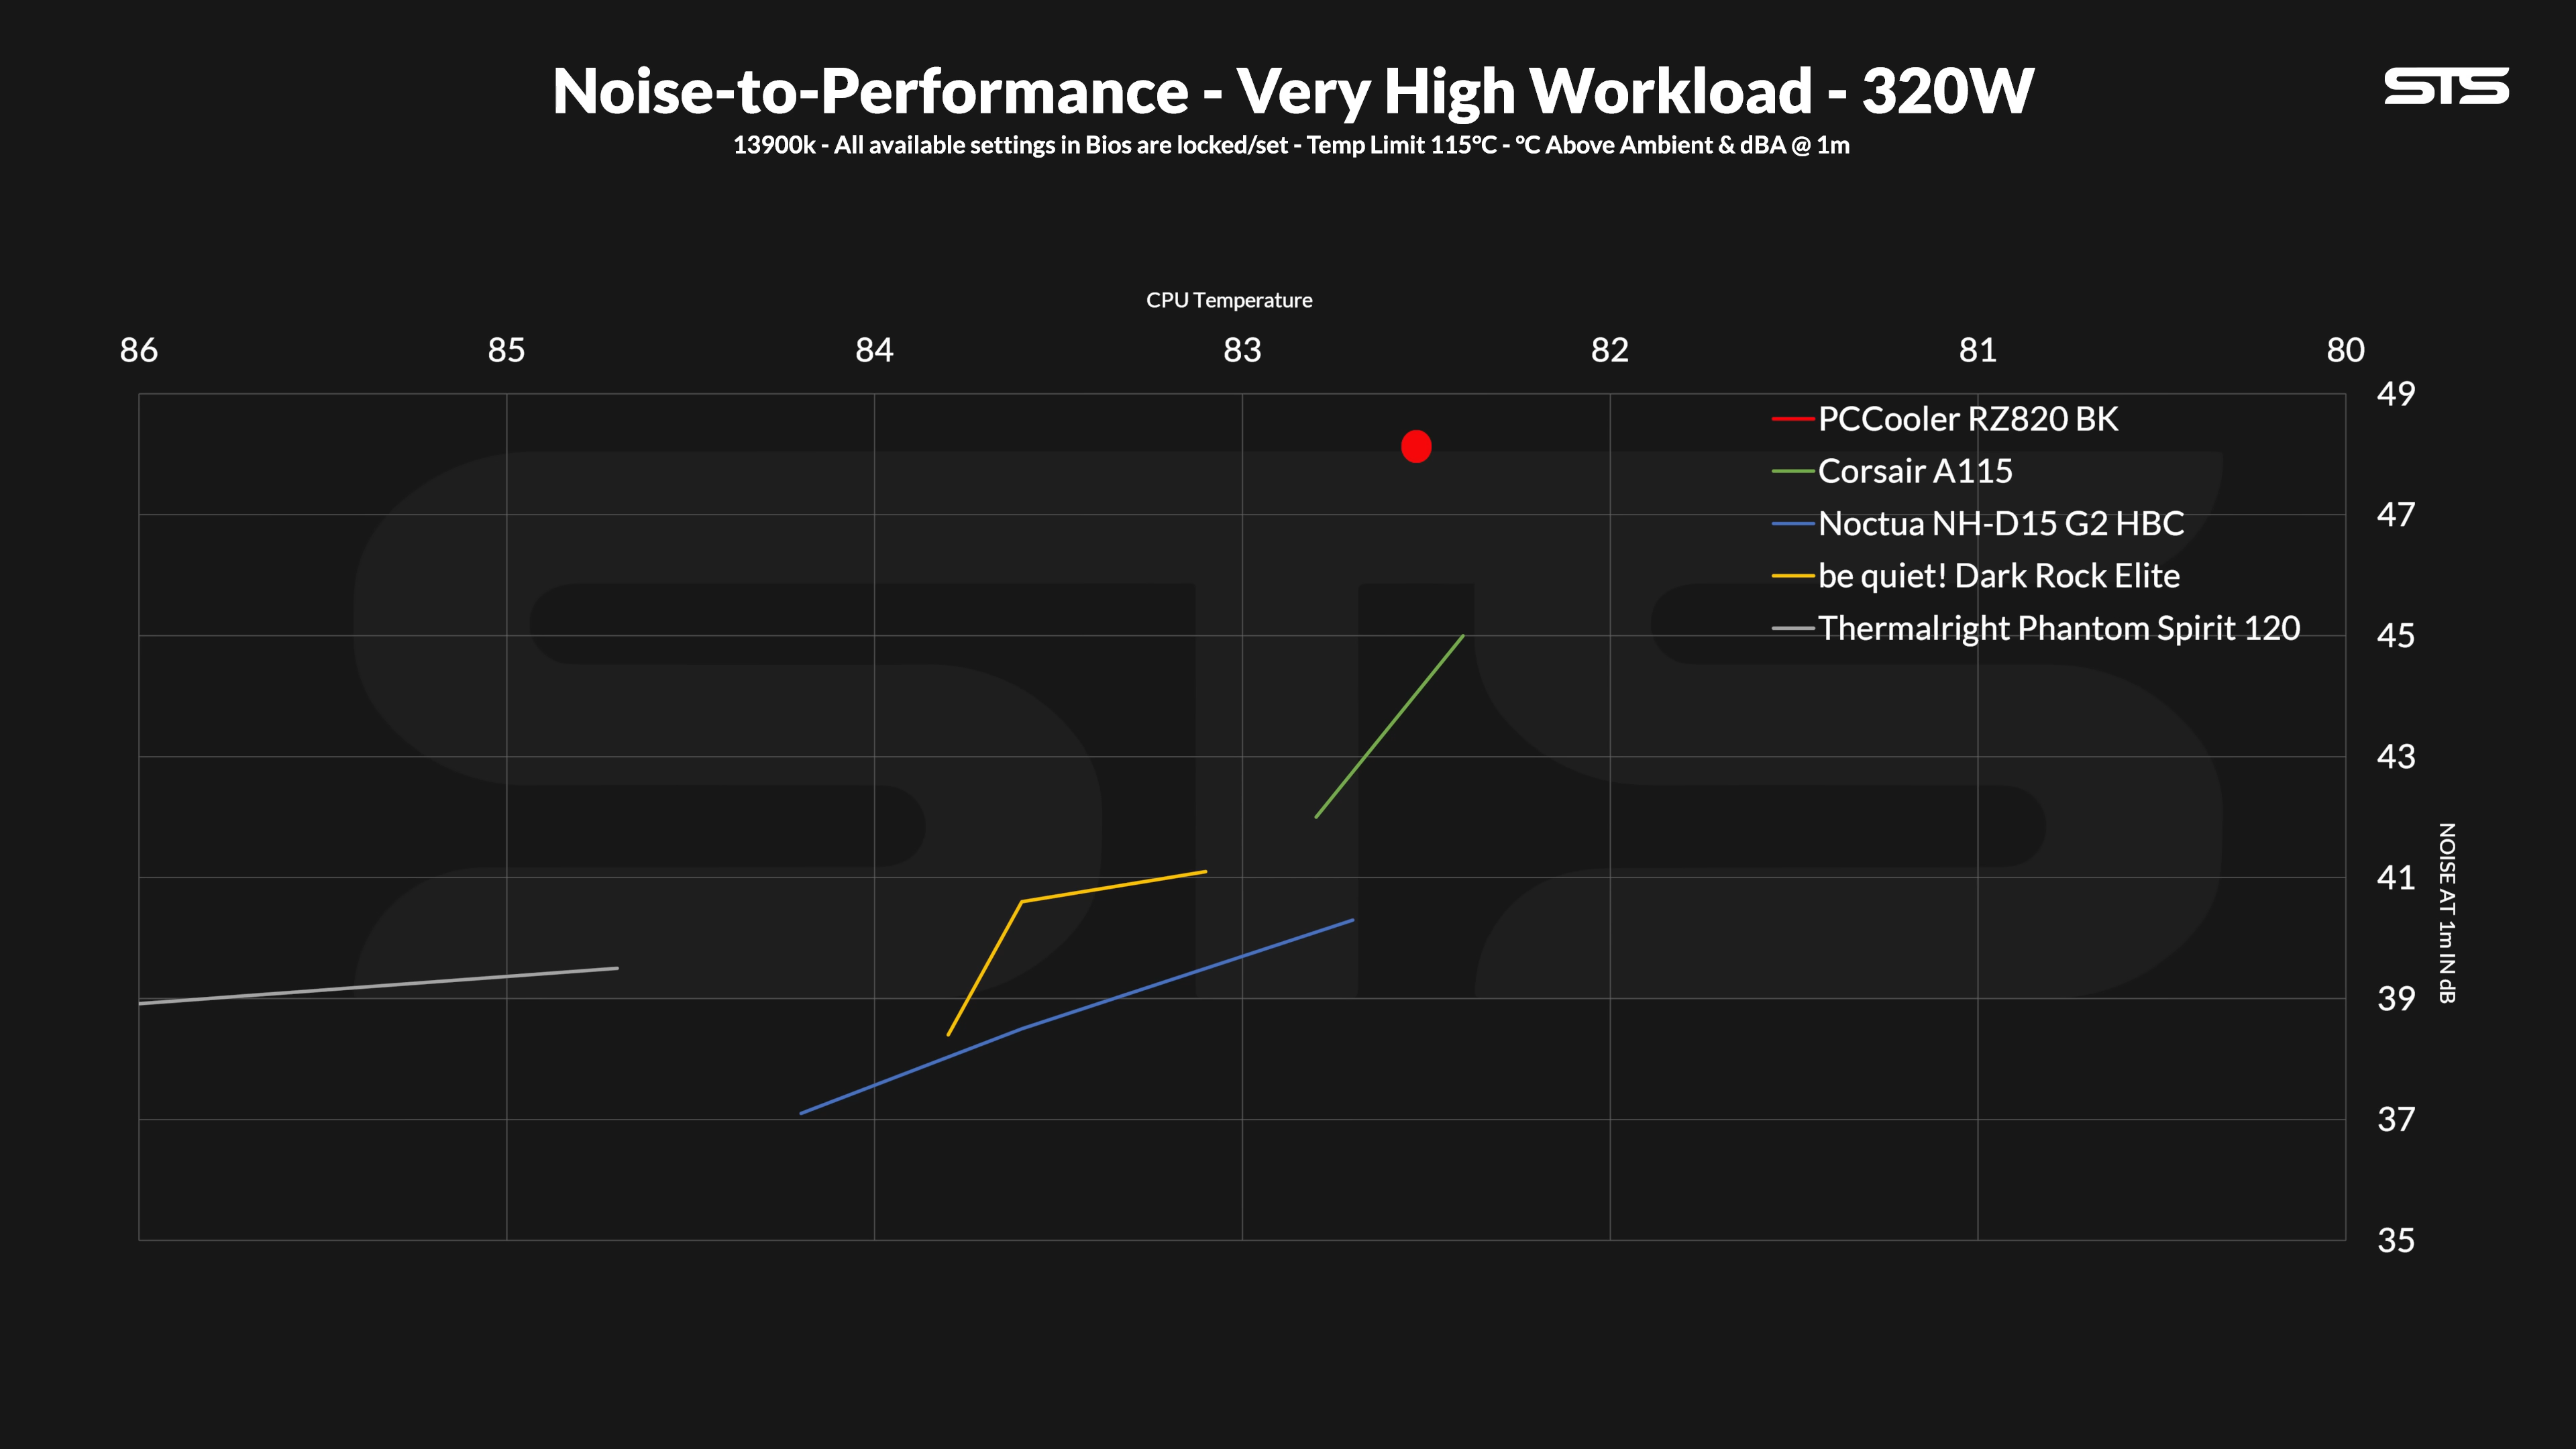 Noise-to-Performance - Very High Workload - 320W
STS
13900k - All available settings in Bios are locked/set - Temp Limit 115°C - °C Above Ambient & dBA @ 1m
CPU Temperature
86 85 84 83 82 81 80
49
PCCooler RZ820 BK
Corsair A115
47
Noctua NH-D15 G2 HBC
be quiet! Dark Rock Elite
Thermalright Phantom Spirit 120
45
43
41
39
37
35
NOISE AT 1m IN dB
STS